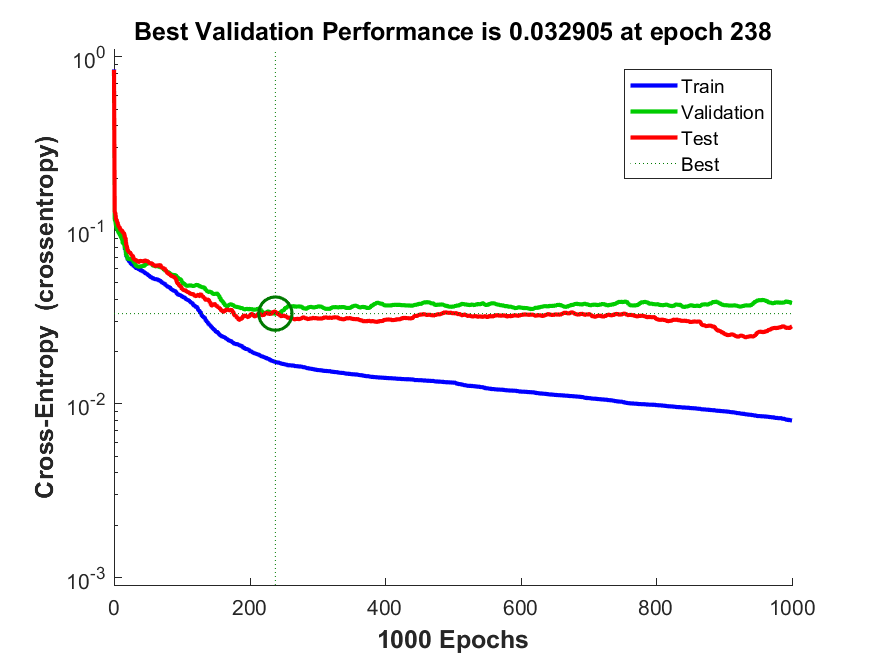 Best Validation Performance is 0.032905 at epoch 238
10^0
10^-1
10^-2
10^-3
Cross-Entropy (crossentropy)
Train
Validation
Test
Best
0 200 400 600 800 1000
1000 Epochs